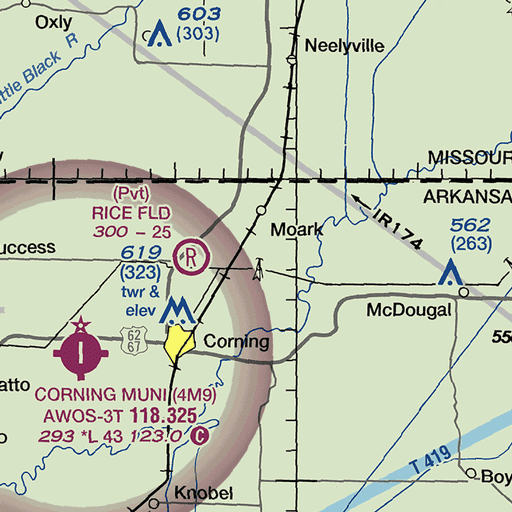 603
(303)
Oxly
Neelyville
ttle Black R
MISSOUR
(Pvt)
RICE FLD
300 - 25
ARKANSA
IR174
Moark
562
(263)
uccess
R
619
(323)
twr &
elev
McDougal
62
67
Corning
550
atto
CORNING MUNI (4M9)
AWOS-3T 118.325
293 *L 43 123.0 C
T 419
Boy
Knobel